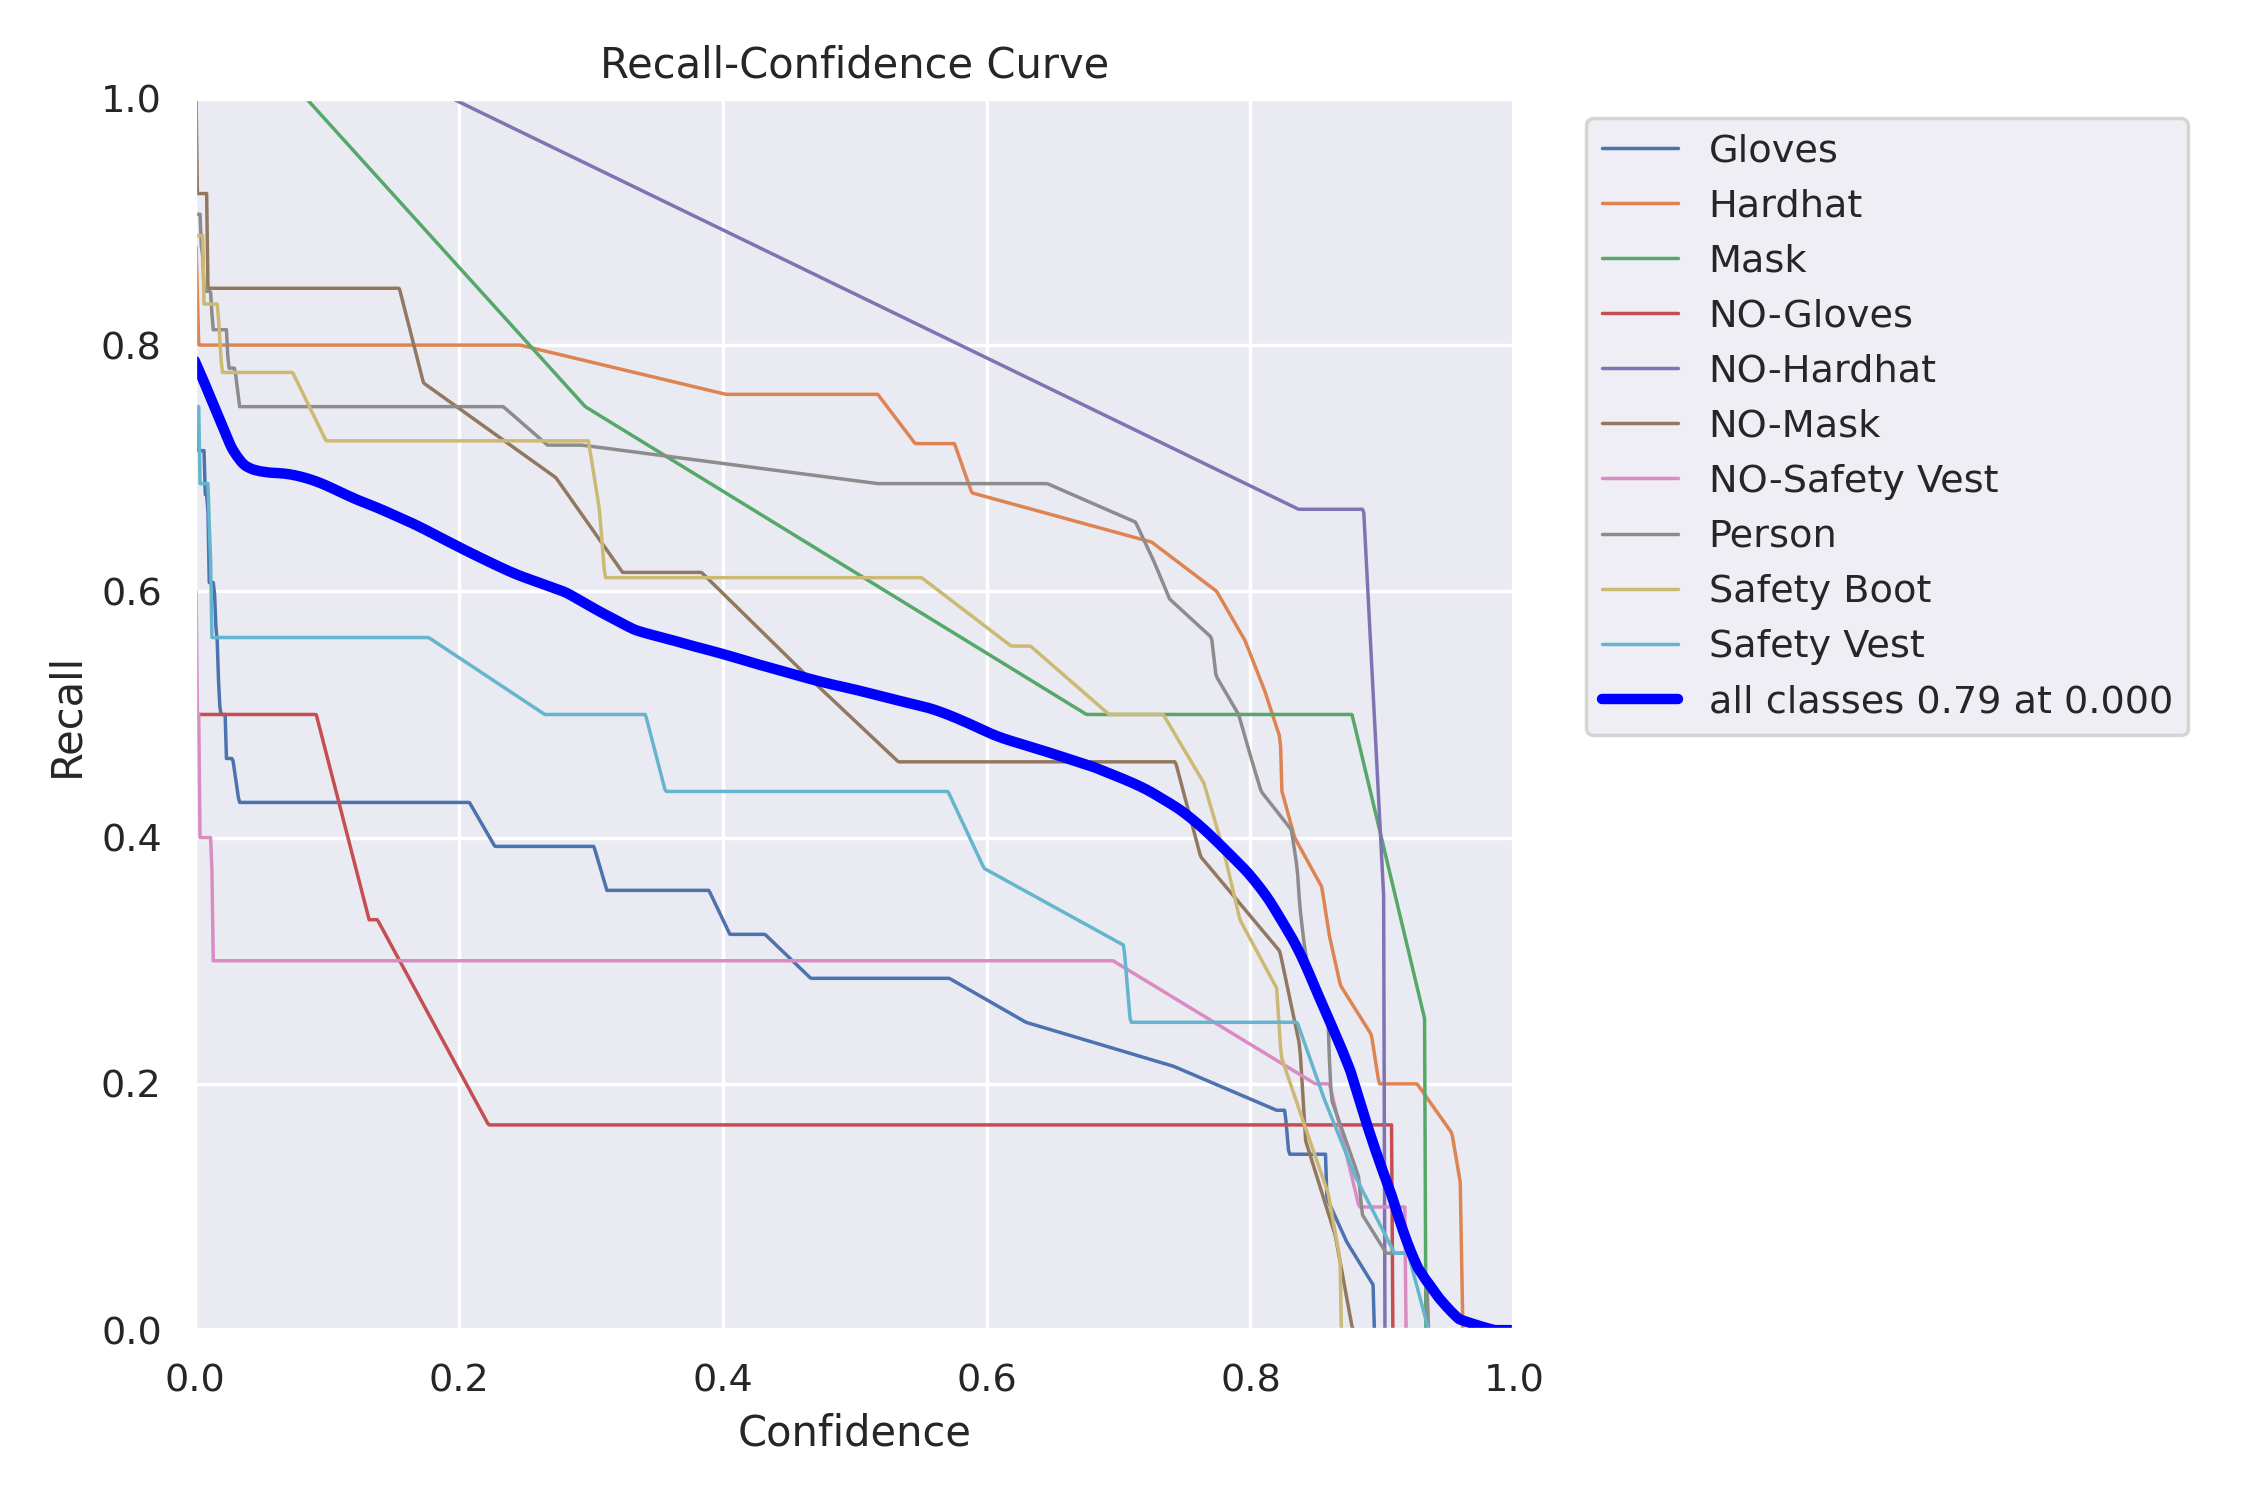 Recall-Confidence Curve
1.0
0.8
0.6
0.4
0.2
0.0
Recall
0.0 0.2 0.4 0.6 0.8 1.0
Confidence
Gloves
Hardhat
Mask
NO-Gloves
NO-Hardhat
NO-Mask
NO-Safety Vest
Person
Safety Boot
Safety Vest
all classes 0.79 at 0.000